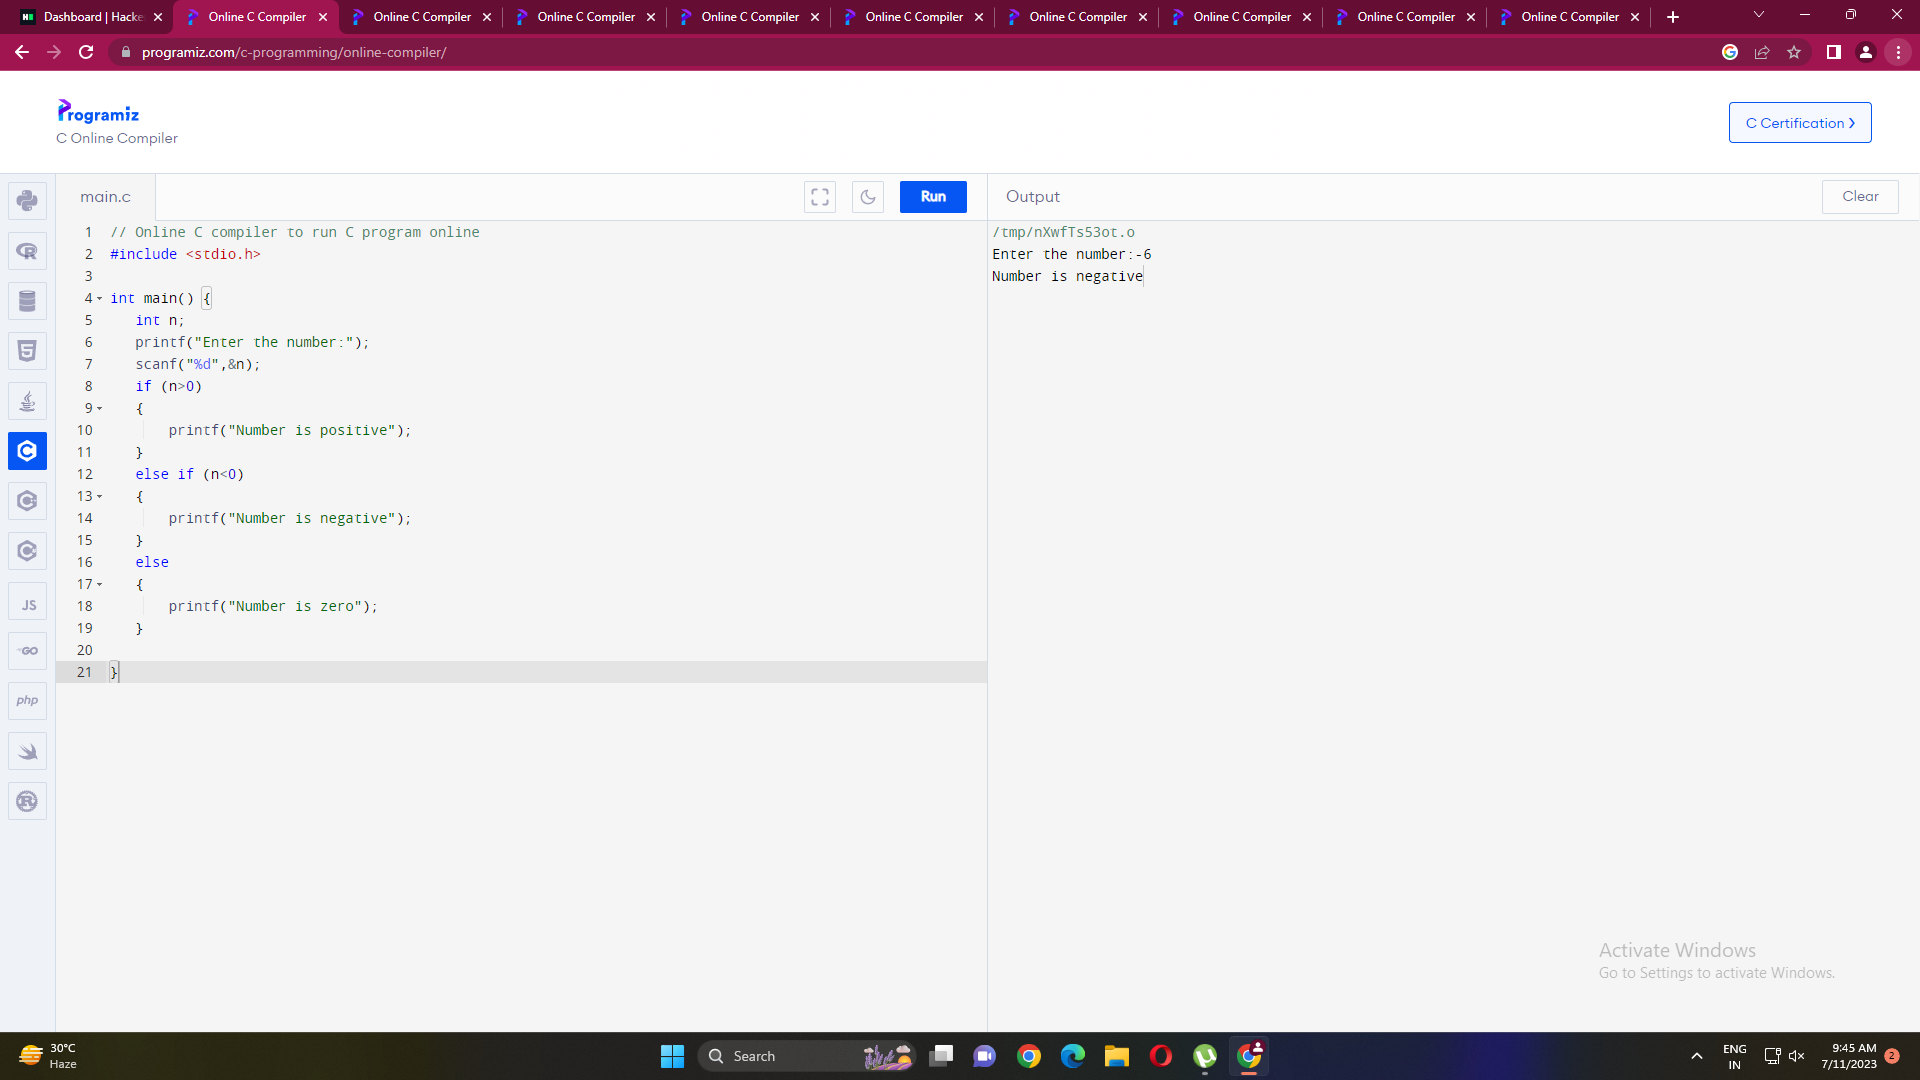 Dashboard | Hacke
Online C Compiler
Online C Compiler
Online C Compiler
Online C Compiler
Online C Compiler
Online C Compiler
Online C Compiler
Online C Compiler
Online C Compiler
programiz.com/c-programming/online-compiler/
Programiz
C Online Compiler
C Certification
main.c
Run
Output
Clear
1 // Online C compiler to run C program online
2 #include <stdio.h>
3
4 int main() {
5 int n;
6 printf("Enter the number:");
7 scanf("%d",&n);
8 if (n>0)
9 {
10 printf("Number is positive");
11 }
12 else if (n<0)
13 {
14 printf("Number is negative");
15 }
16 else
17 {
18 printf("Number is zero");
19 }
20
21 }
/tmp/nXwfTs53ot.o
Enter the number:-6
Number is negative
JS
GO
php
Activate Windows
Go to Settings to activate Windows.
30°C
Haze
Search
ENG
IN
9:45 AM
7/11/2023
2